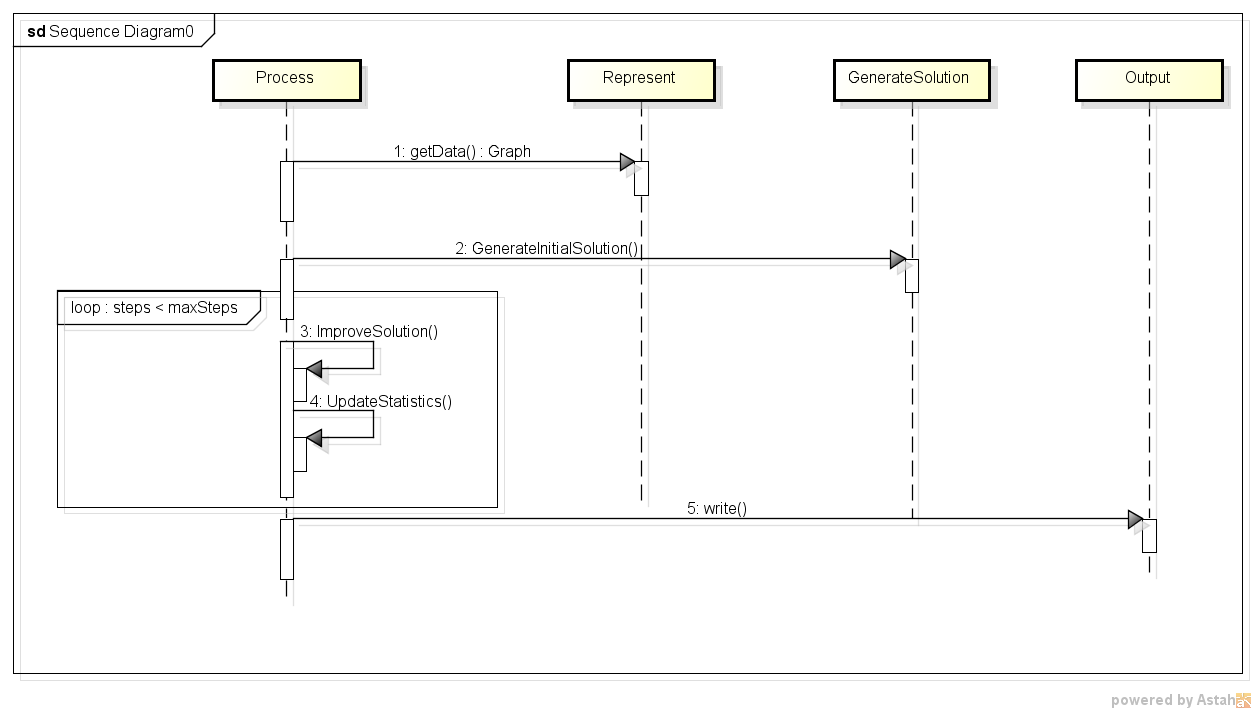 sd Sequence Diagram0
Process
Represent
GenerateSolution
Output
1: getData() : Graph
2: GenerateInitialSolution()
loop : steps < maxSteps
3: ImproveSolution()
4: UpdateStatistics()
5: write()
powered by Astah